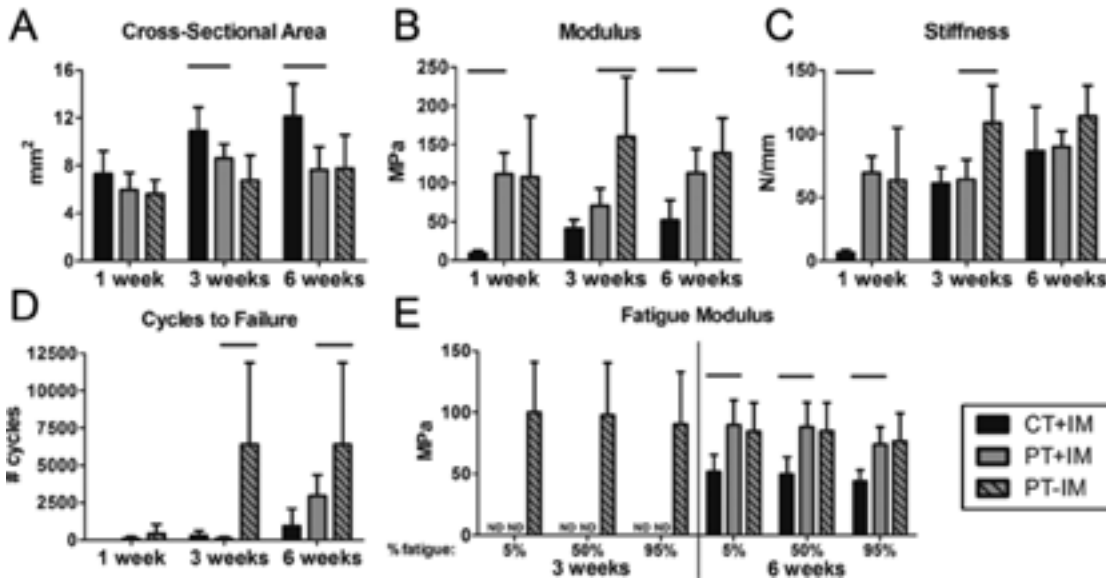 A
Cross-Sectional Area
mm2
16
12
8
4
0
1 week 3 weeks 6 weeks
B
Modulus
MPa
250
200
150
100
50
0
1 week 3 weeks 6 weeks
C
Stiffness
N/mm
150
100
50
0
1 week 3 weeks 6 weeks
D
Cycles to Failure
# cycles
12500
10000
7500
5000
2500
0
1 week 3 weeks 6 weeks
E
Fatigue Modulus
MPa
150
100
50
0
ND ND ND ND ND ND
% fatigue: 5% 50% 95% 5% 50% 95%
3 weeks 6 weeks
CT+IM
PT+IM
PT-IM